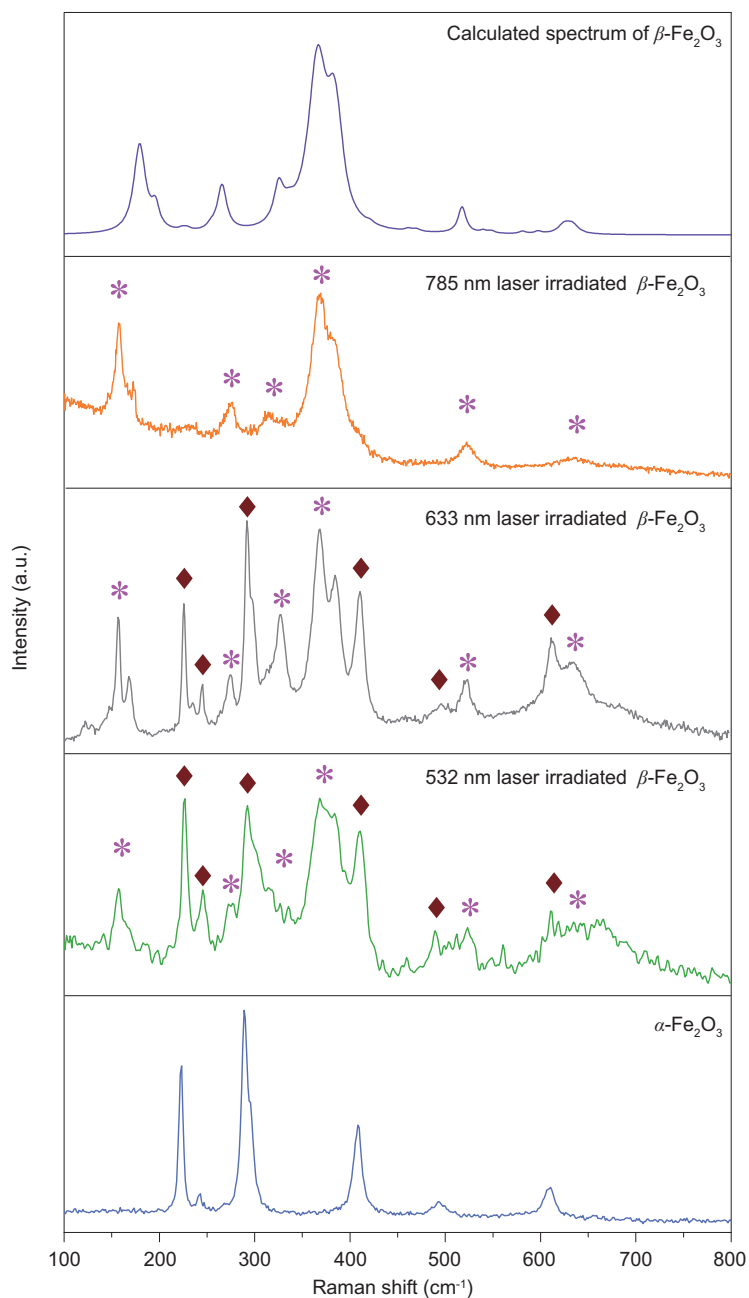 Calculated spectrum of β-Fe₂O₃
785 nm laser irradiated β-Fe₂O₃
633 nm laser irradiated β-Fe₂O₃
532 nm laser irradiated β-Fe₂O₃
α-Fe₂O₃
Intensity (a.u.)
100 200 300 400 500 600 700 800
Raman shift (cm⁻¹)